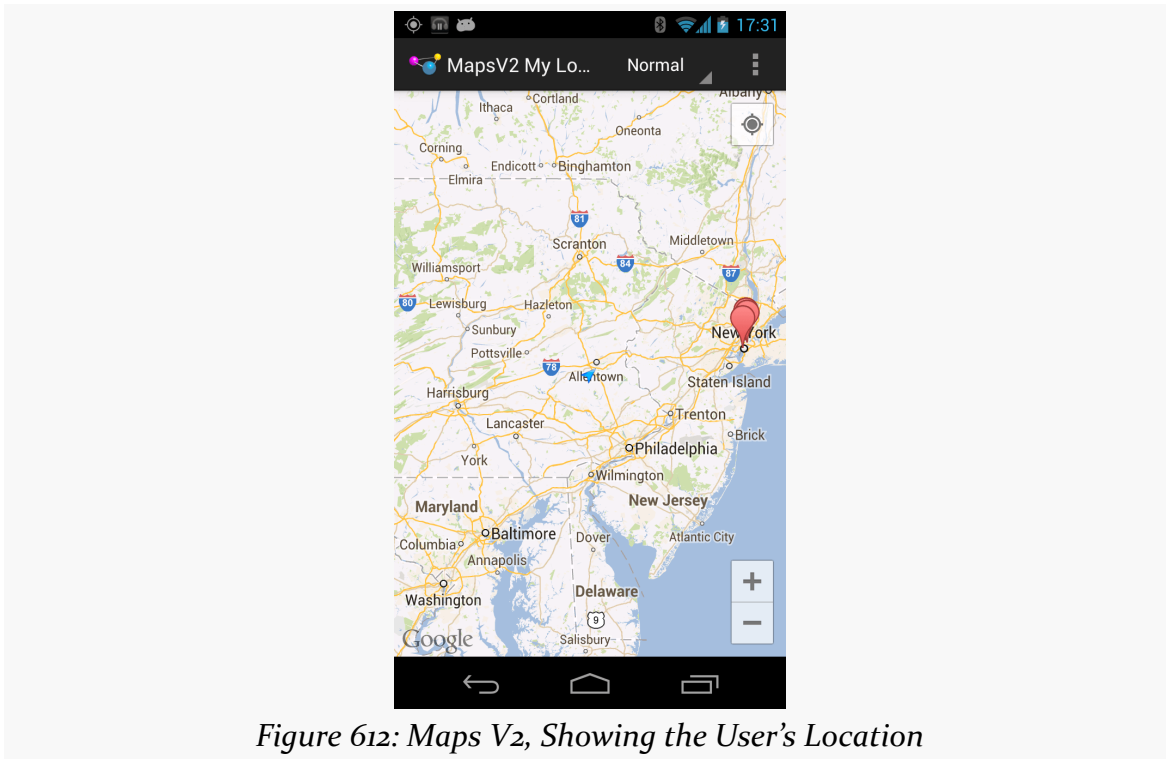 17:31
MapsV2 My Lo... Normal
Albany
Cortland
Ithaca
Oneonta
Corning
Endicott Binghamton
Elmira
81
Scranton Middletown
84
87
Williamsport
80 Lewisburg Hazleton
Sunbury
New York
Pottsville
78
Allentown
Staten Island
Harrisburg
Trenton
Lancaster
Brick
Philadelphia
York
Wilmington
New Jersey
Maryland
Baltimore Dover Atlantic City
Columbia
Annapolis
Delaware
Washington
9
Google
Salisbury
Figure 612: Maps V2, Showing the User’s Location